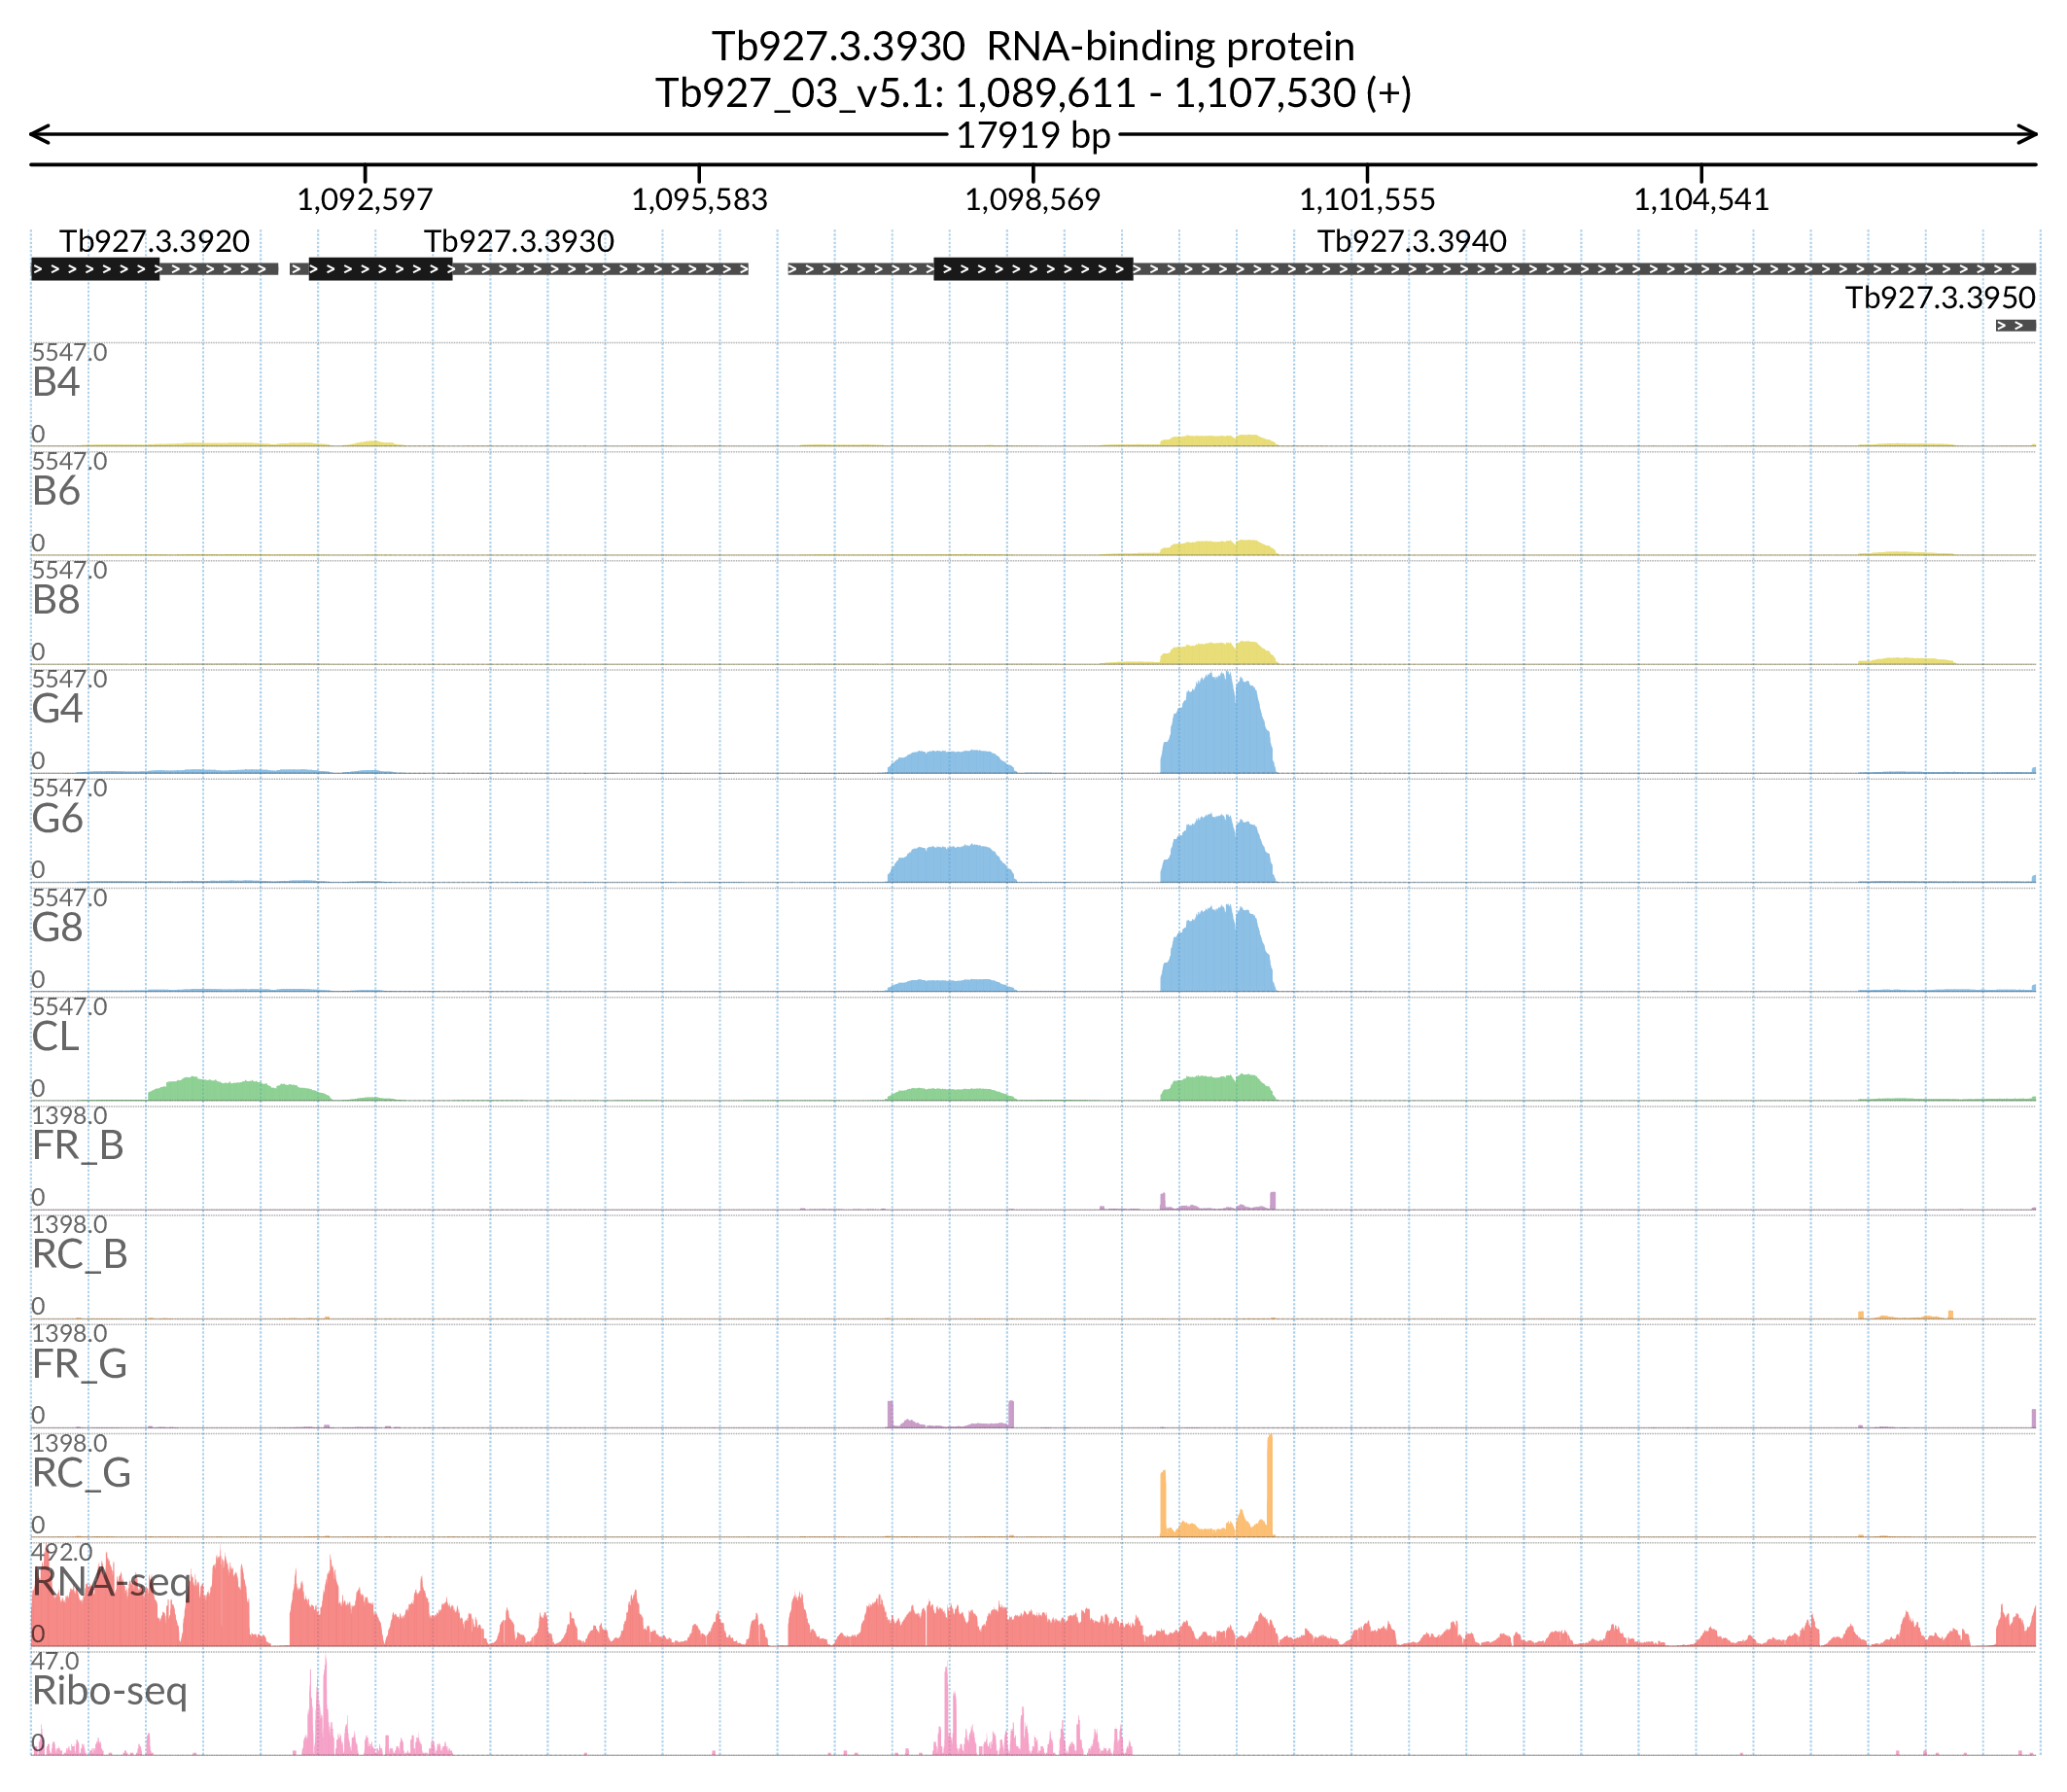 Tb927.3.3930  RNA-binding protein
Tb927_03_v5.1: 1,089,611 - 1,107,530 (+)
17919 bp
1,092,597 1,095,583 1,098,569 1,101,555 1,104,541
Tb927.3.3920 Tb927.3.3930 Tb927.3.3940
Tb927.3.3950
5547.0
B4
0
5547.0
B6
0
5547.0
B8
0
5547.0
G4
0
5547.0
G6
0
5547.0
G8
0
5547.0
CL
0
1398.0
FR_B
0
1398.0
RC_B
0
1398.0
FR_G
0
1398.0
RC_G
0
492.0
RNA-seq
0
47.0
Ribo-seq
0